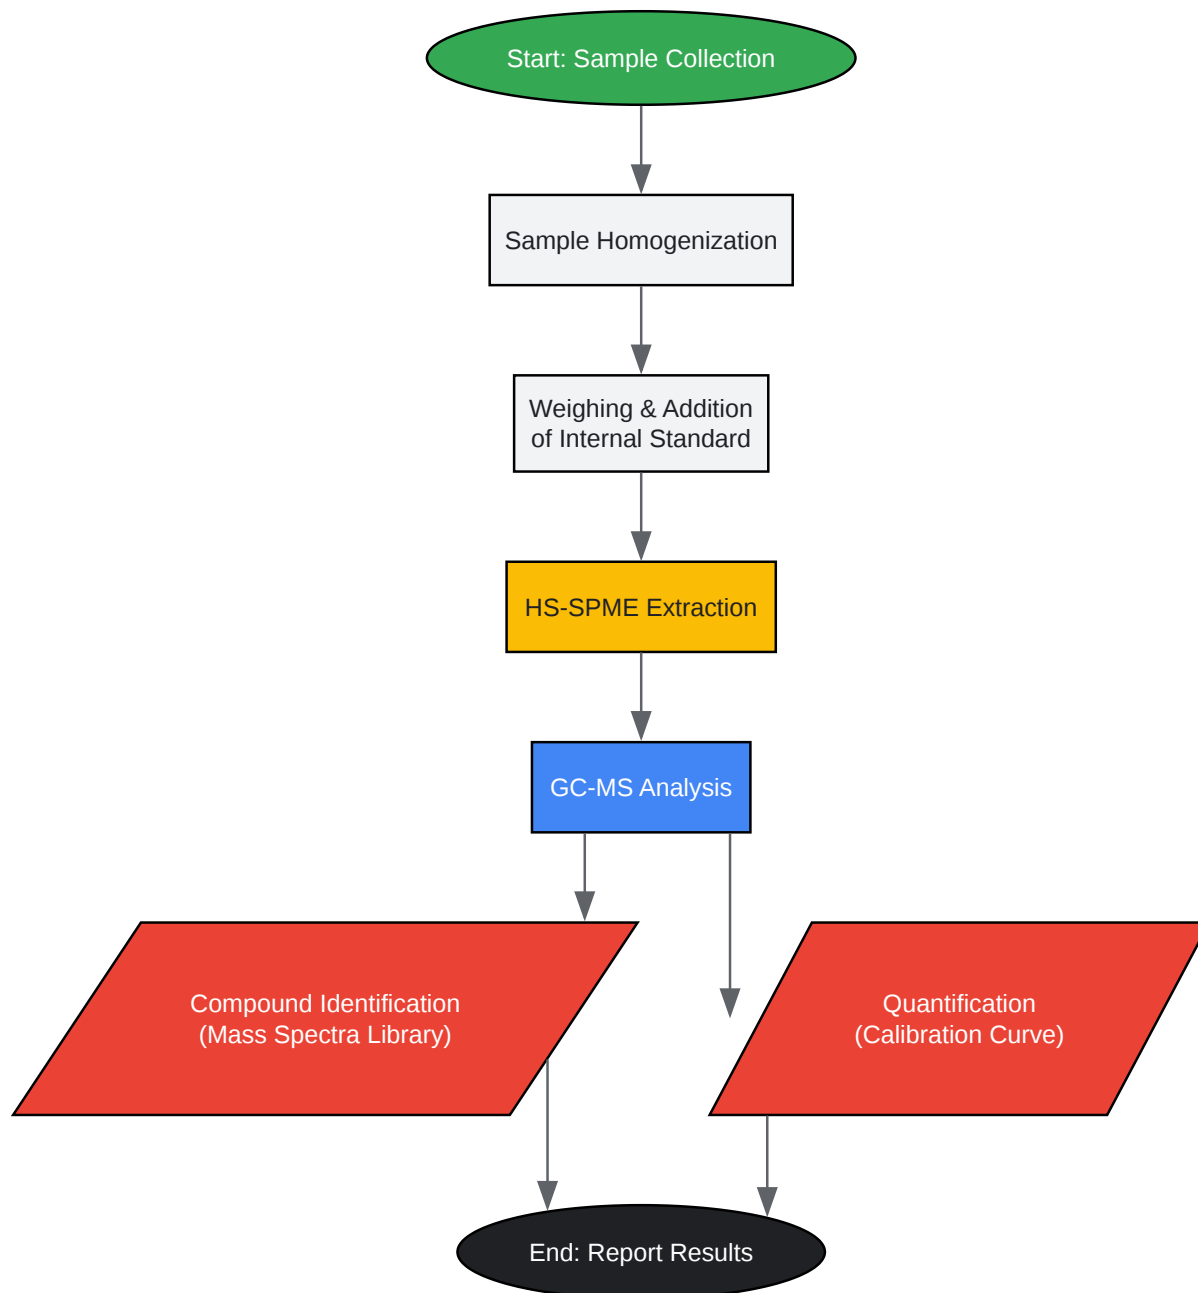 Start: Sample Collection
Sample Homogenization
Weighing & Addition
of Internal Standard
HS-SPME Extraction
GC-MS Analysis
Compound Identification
(Mass Spectra Library)
Quantification
(Calibration Curve)
End: Report Results